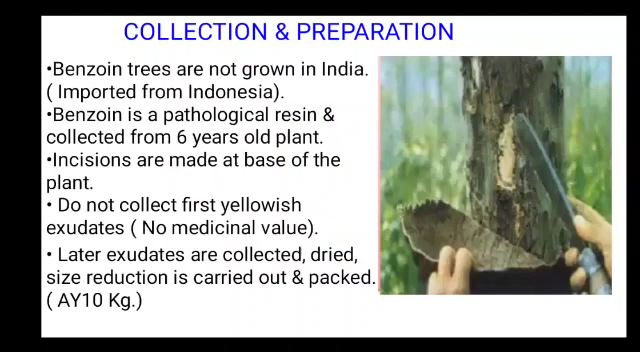 COLLECTION & PREPARATION
•Benzoin trees are not grown in India.
( Imported from Indonesia).
•Benzoin is a pathological resin &
collected from 6 years old plant.
•Incisions are made at base of the
plant.
• Do not collect first yellowish
exudates ( No medicinal value).
• Later exudates are collected, dried,
size reduction is carried out & packed.
( AY10 Kg.)